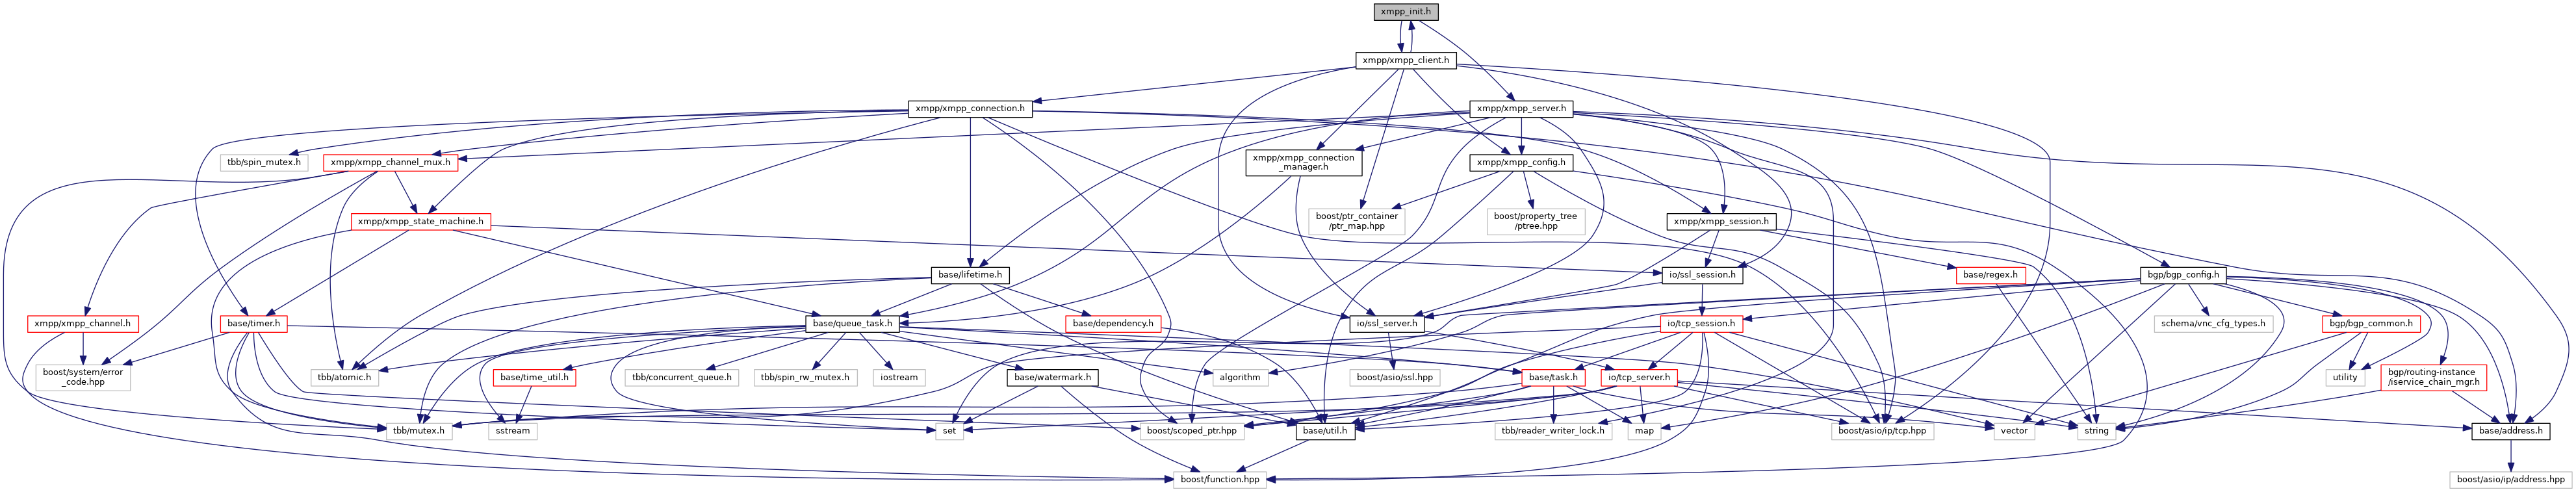 xmpp_init.h
xmpp/xmpp_client.h
xmpp/xmpp_connection.h
xmpp/xmpp_server.h
tbb/spin_mutex.h
xmpp/xmpp_channel_mux.h
xmpp/xmpp_connection
_manager.h
xmpp/xmpp_config.h
xmpp/xmpp_state_machine.h
boost/ptr_container
/ptr_map.hpp
boost/property_tree
/ptree.hpp
xmpp/xmpp_session.h
base/lifetime.h
io/ssl_session.h
base/regex.h
bgp/bgp_config.h
xmpp/xmpp_channel.h
base/timer.h
base/queue_task.h
base/dependency.h
io/ssl_server.h
io/tcp_session.h
schema/vnc_cfg_types.h
bgp/bgp_common.h
boost/system/error
_code.hpp
tbb/atomic.h
base/time_util.h
tbb/concurrent_queue.h
tbb/spin_rw_mutex.h
iostream
base/watermark.h
algorithm
boost/asio/ssl.hpp
base/task.h
io/tcp_server.h
utility
bgp/routing-instance
/iservice_chain_mgr.h
tbb/mutex.h
sstream
set
boost/scoped_ptr.hpp
base/util.h
tbb/reader_writer_lock.h
map
boost/asio/ip/tcp.hpp
vector
string
base/address.h
boost/function.hpp
boost/asio/ip/address.hpp